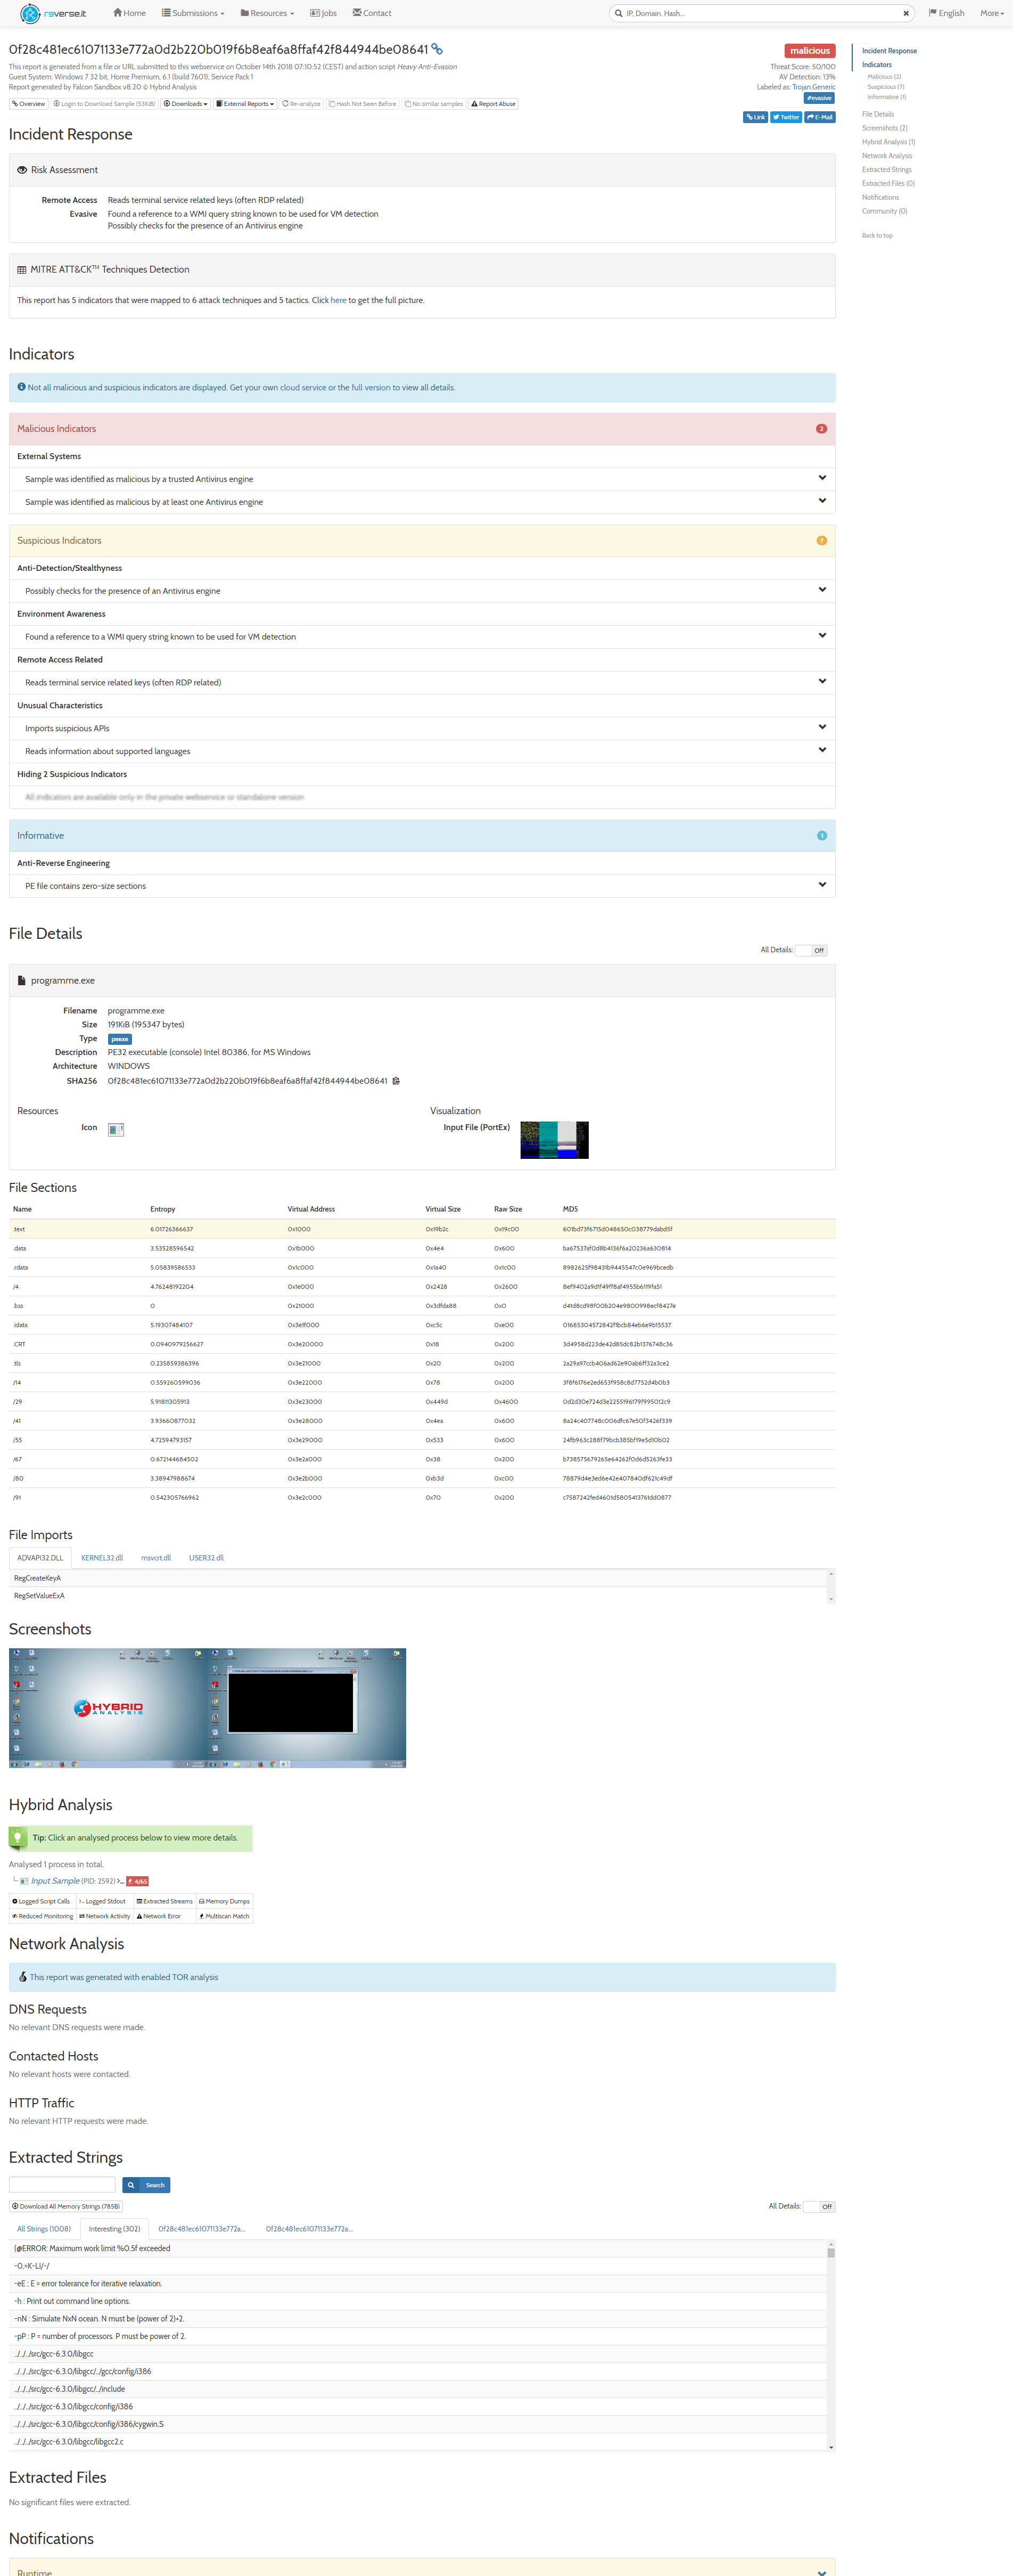 reverse.it
Home
Submissions
Resources
Jobs
Contact
IP, Domain, Hash...
English
More
0f28c481ec61071133e772a0d2b220b019f6b8eaf6a8ffaf42f844944be08641
malicious
This report is generated from a file or URL submitted to this webservice on October 14th 2018 07:10:52 (CEST) and action script Heavy Anti-Evasion
Guest System: Windows 7 32 bit, Home Premium, 6.1 (build 7601), Service Pack 1
Report generated by Falcon Sandbox v8.20 © Hybrid Analysis
Threat Score: 50/100
AV Detection: 13%
Labeled as: Trojan.Generic
#evasive
Overview
Login to Download Sample (53KiB)
Downloads
External Reports
Re-analyze
Hash Not Seen Before
No similar samples
Report Abuse
Link
Twitter
E-Mail
Incident Response
Indicators
Malicious (2)
Suspicious (7)
Informative (1)
File Details
Screenshots (2)
Hybrid Analysis (1)
Network Analysis
Extracted Strings
Extracted Files (0)
Notifications
Community (0)
Back to top
Incident Response
Risk Assessment
Remote Access Reads terminal service related keys (often RDP related)
Evasive Found a reference to a WMI query string known to be used for VM detection
Possibly checks for the presence of an Antivirus engine
MITRE ATT&CK™ Techniques Detection
This report has 5 indicators that were mapped to 6 attack techniques and 5 tactics. Click here to get the full picture.
Indicators
Not all malicious and suspicious indicators are displayed. Get your own cloud service or the full version to view all details.
Malicious Indicators 2
External Systems
Sample was identified as malicious by a trusted Antivirus engine
Sample was identified as malicious by at least one Antivirus engine
Suspicious Indicators 7
Anti-Detection/Stealthyness
Possibly checks for the presence of an Antivirus engine
Environment Awareness
Found a reference to a WMI query string known to be used for VM detection
Remote Access Related
Reads terminal service related keys (often RDP related)
Unusual Characteristics
Imports suspicious APIs
Reads information about supported languages
Hiding 2 Suspicious Indicators
All indicators are available only in the private webservice or standalone version
Informative 1
Anti-Reverse Engineering
PE file contains zero-size sections
File Details
All Details: Off
programme.exe
Filename programme.exe
Size 191KiB (195347 bytes)
Type peexe
Description PE32 executable (console) Intel 80386, for MS Windows
Architecture WINDOWS
SHA256 0f28c481ec61071133e772a0d2b220b019f6b8eaf6a8ffaf42f844944be08641
Resources
Icon
Visualization
Input File (PortEx)
File Sections
Name Entropy Virtual Address Virtual Size Raw Size MD5
.text 6.01726366637 0x1000 0x19b2c 0x19c00 601bd73f6715d048650c038779dabd5f
.data 3.53528596542 0x1b000 0x4e4 0x600 ba67537af0d8b4136f6a20236a630814
.rdata 5.05839586533 0x1c000 0x1a40 0x1c00 8982625f98431b9445547c0e969bcedb
/4 4.76248192204 0x1e000 0x2428 0x2600 8ef9402a9d1f49ff8af4955b6119fa51
.bss 0 0x21000 0x3dfda88 0x0 d41d8cd98f00b204e9800998ecf8427e
.idata 5.19307484107 0x3e1f000 0xc5c 0xe00 01685304572842f1bcb84eb6e9b15537
.CRT 0.0940979256627 0x3e20000 0x18 0x200 3d4958d223de42d85dc82b1376748c36
.tls 0.235859386396 0x3e21000 0x20 0x200 2a29a97ccb406ad62e90ab6ff32a3ce2
/14 0.559260599036 0x3e22000 0x78 0x200 3f8f6176e2ed653f958c8d7752d4b0b3
/29 5.91811305913 0x3e23000 0x449d 0x4600 0d2d30e724d3e2255196179f995012c9
/41 3.93660877032 0x3e28000 0x4ea 0x600 8a24c407748c006dfc67e50f3426f339
/55 4.72594793157 0x3e29000 0x533 0x600 24fb963c288f79bcb385bf19e5d10b02
/67 0.672144684502 0x3e2a000 0x38 0x200 b738575679265e64262f0d6d5263fe33
/80 3.38947988674 0x3e2b000 0xb3d 0xc00 78879d4e3ed6e42e407840df621c49df
/91 0.542305766962 0x3e2c000 0x70 0x200 c7587242fed4601d5805413761dd0877
File Imports
ADVAPI32.DLL
KERNEL32.dll
msvcrt.dll
USER32.dll
RegCreateKeyA
RegSetValueExA
Screenshots
HYBRID
ANALYSIS
Hybrid Analysis
Tip: Click an analysed process below to view more details.
Analysed 1 process in total.
Input Sample (PID: 2592) 4/65
Logged Script Calls
Logged Stdout
Extracted Streams
Memory Dumps
Reduced Monitoring
Network Activity
Network Error
Multiscan Match
Network Analysis
This report was generated with enabled TOR analysis
DNS Requests
No relevant DNS requests were made.
Contacted Hosts
No relevant hosts were contacted.
HTTP Traffic
No relevant HTTP requests were made.
Extracted Strings
Search
Download All Memory Strings (785B)
All Details: Off
All Strings (1008)
Interesting (302)
0f28c481ec61071133e772a...
0f28c481ec61071133e772a...
(@ERROR: Maximum work limit %0.5f exceeded
-0.+K-LI/-/
-eE : E = error tolerance for iterative relaxation.
-h : Print out command line options.
-nN : Simulate NxN ocean. N must be (power of 2)+2.
-pP : P = number of processors. P must be power of 2.
../../../src/gcc-6.3.0/libgcc
../../../src/gcc-6.3.0/libgcc/../gcc/config/i386
../../../src/gcc-6.3.0/libgcc/../include
../../../src/gcc-6.3.0/libgcc/config/i386
../../../src/gcc-6.3.0/libgcc/config/i386/cygwin.S
../../../src/gcc-6.3.0/libgcc/libgcc2.c
Extracted Files
No significant files were extracted.
Notifications
Runtime